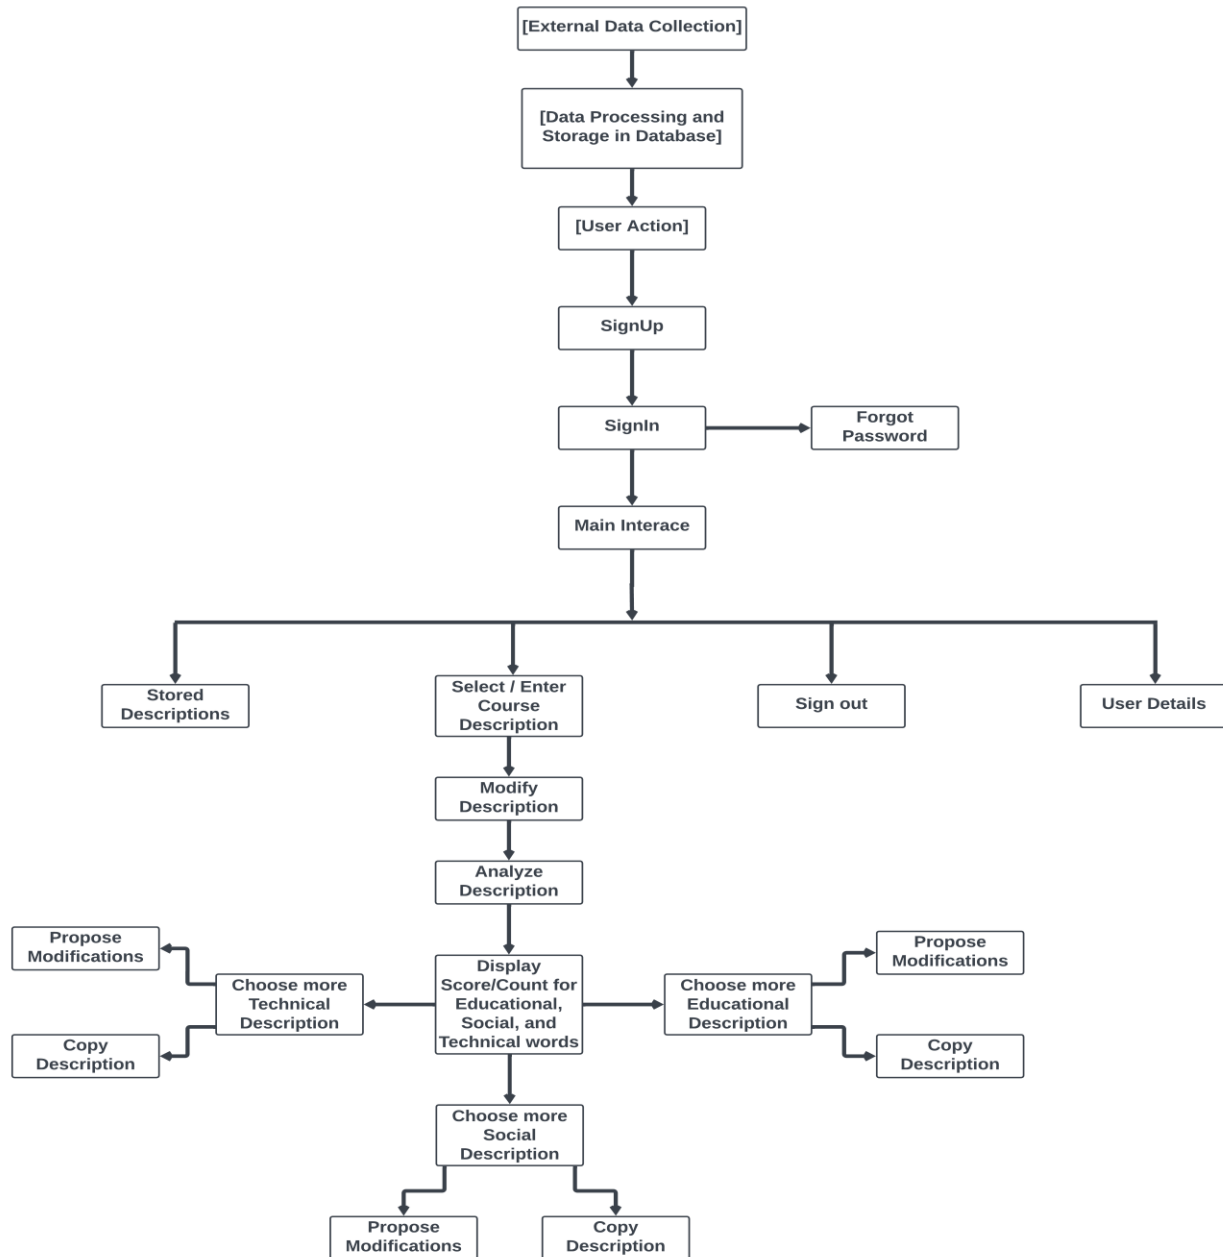 [External Data Collection]
[Data Processing and
Storage in Database]
[User Action]
SignUp
SignIn
Forgot
Password
Main Interace
Stored
Descriptions
Select / Enter
Course
Description
Sign out
User Details
Modify
Description
Analyze
Description
Propose
Modifications
Choose more
Technical
Description
Copy
Description
Display
Score/Count for
Educational,
Social, and
Technical words
Choose more
Educational
Description
Propose
Modifications
Copy
Description
Choose more
Social
Description
Propose
Modifications
Copy
Description